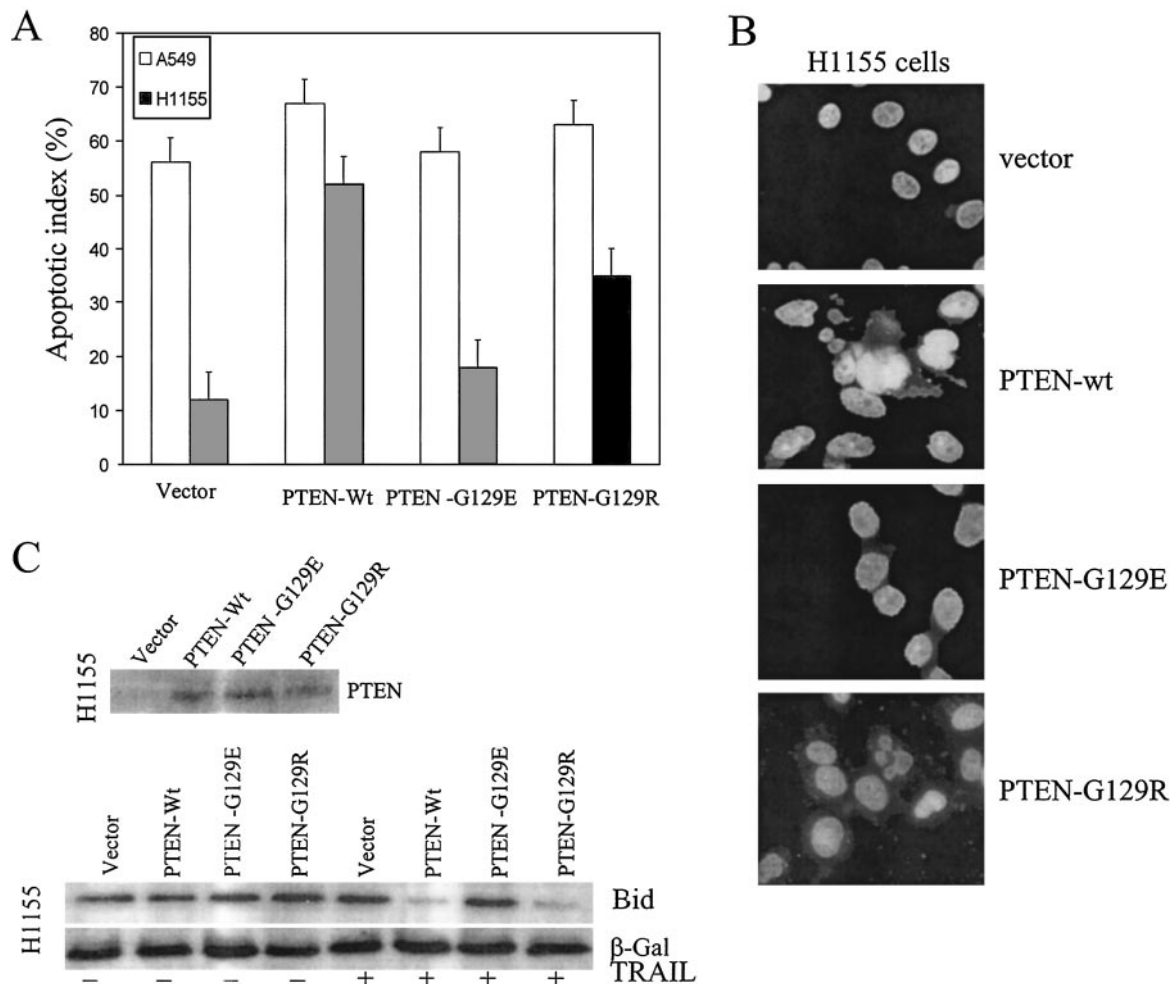 A
80
70
60
50
40
30
20
10
0
Apoptotic index (%)
A549
H1155
Vector PTEN-Wt PTEN -G129E PTEN-G129R
B
H1155 cells
vector
PTEN-wt
PTEN-G129E
PTEN-G129R
C
H1155
Vector PTEN-Wt PTEN -G129E PTEN-G129R
PTEN
H1155
Vector PTEN-Wt PTEN -G129E PTEN-G129R Vector PTEN-Wt PTEN -G129E PTEN-G129R
Bid
β-Gal
− − − − + + + + TRAIL